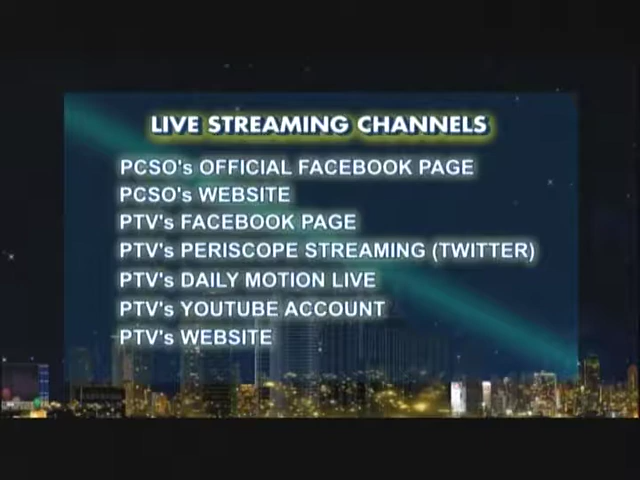 LIVE STREAMING CHANNELS
PCSO's OFFICIAL FACEBOOK PAGE
PCSO's WEBSITE
PTV's FACEBOOK PAGE
PTV's PERISCOPE STREAMING (TWITTER)
PTV's DAILY MOTION LIVE
PTV's YOUTUBE ACCOUNT
PTV's WEBSITE